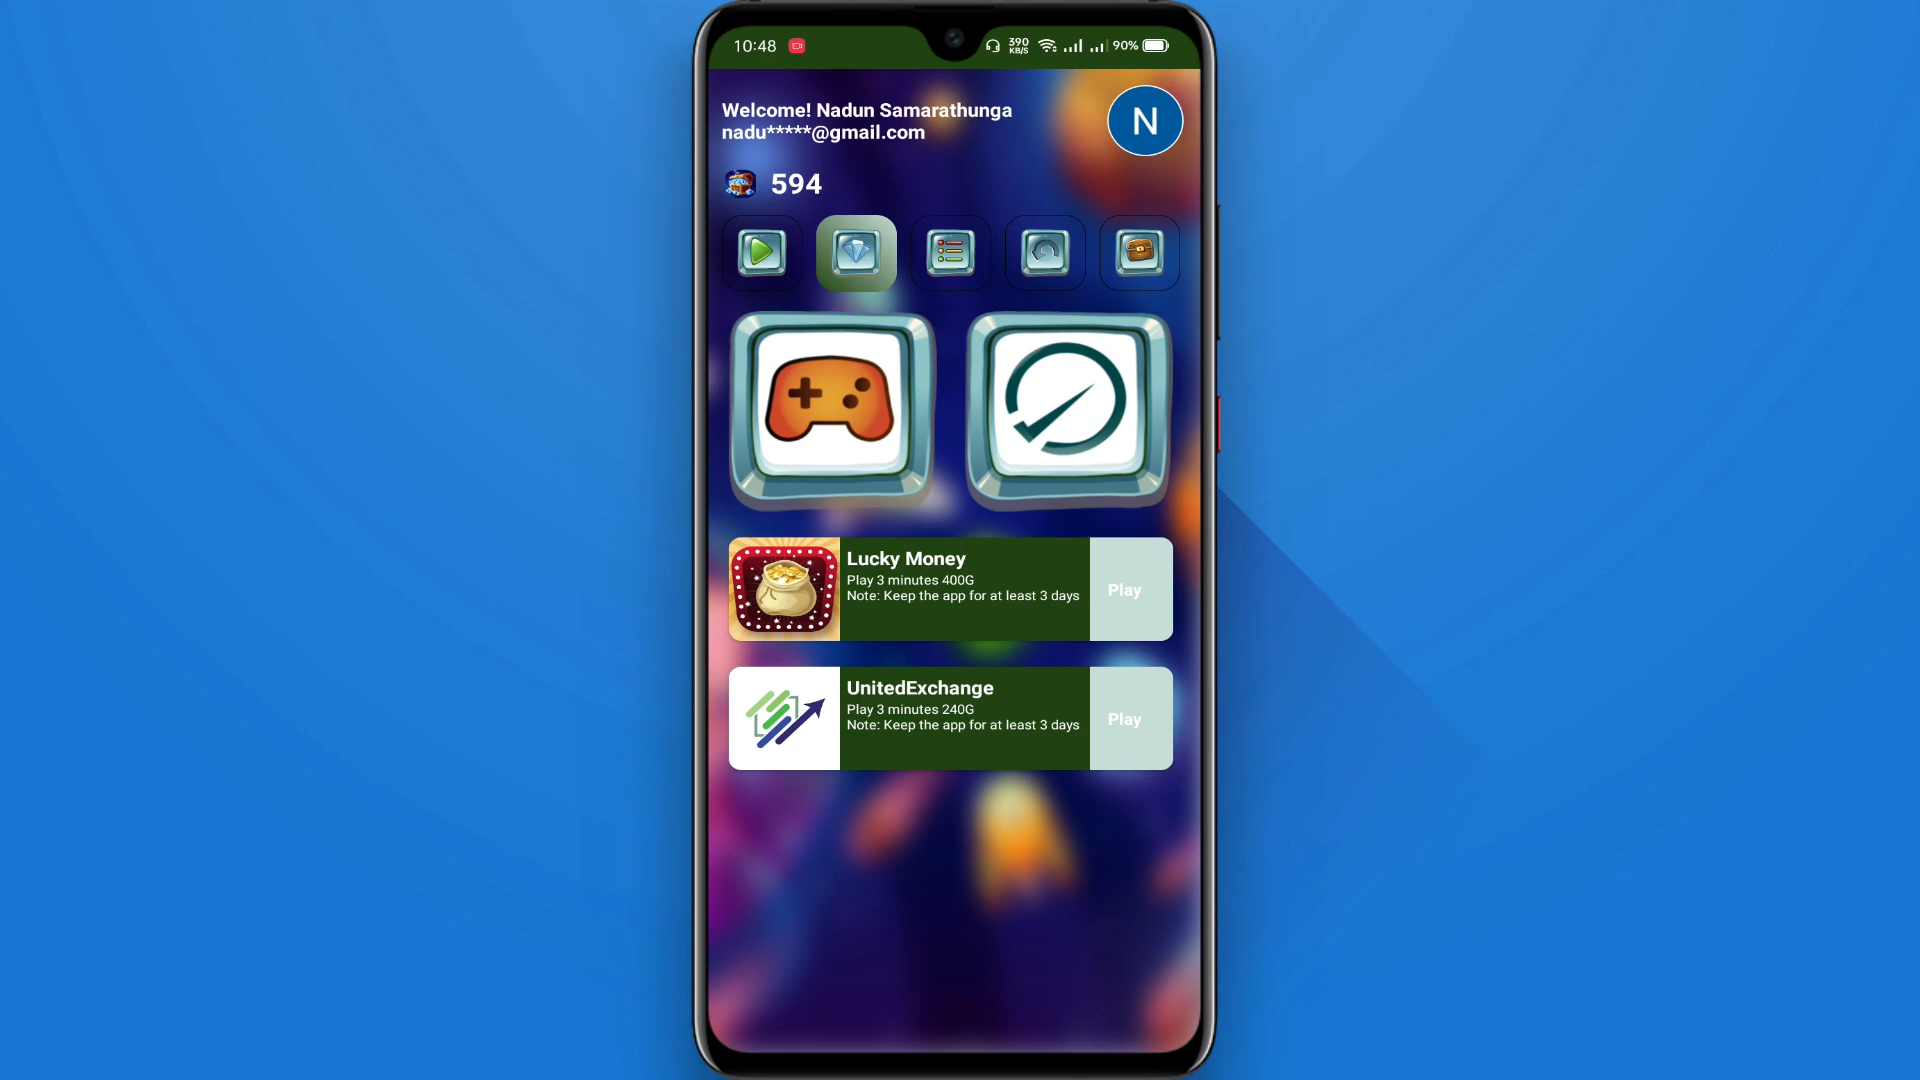 10:48
390
KB/S
90%
Welcome! Nadun Samarathunga
nadu*****@gmail.com
N
594
Lucky Money
Play 3 minutes 400G
Note: Keep the app for at least 3 days
Play
UnitedExchange
Play 3 minutes 240G
Note: Keep the app for at least 3 days
Play